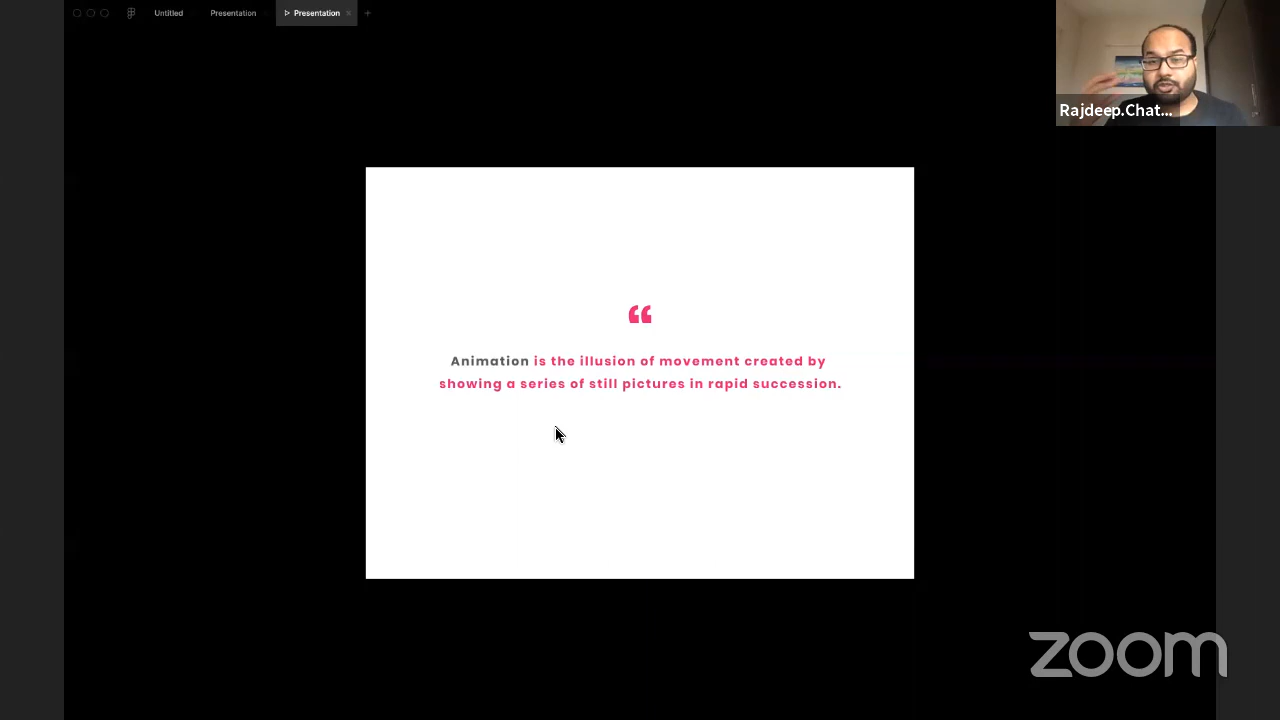 Untitled
Presentation
Presentation
Rajdeep.Chat...
“
Animation is the illusion of movement created by
showing a series of still pictures in rapid succession.
zoom